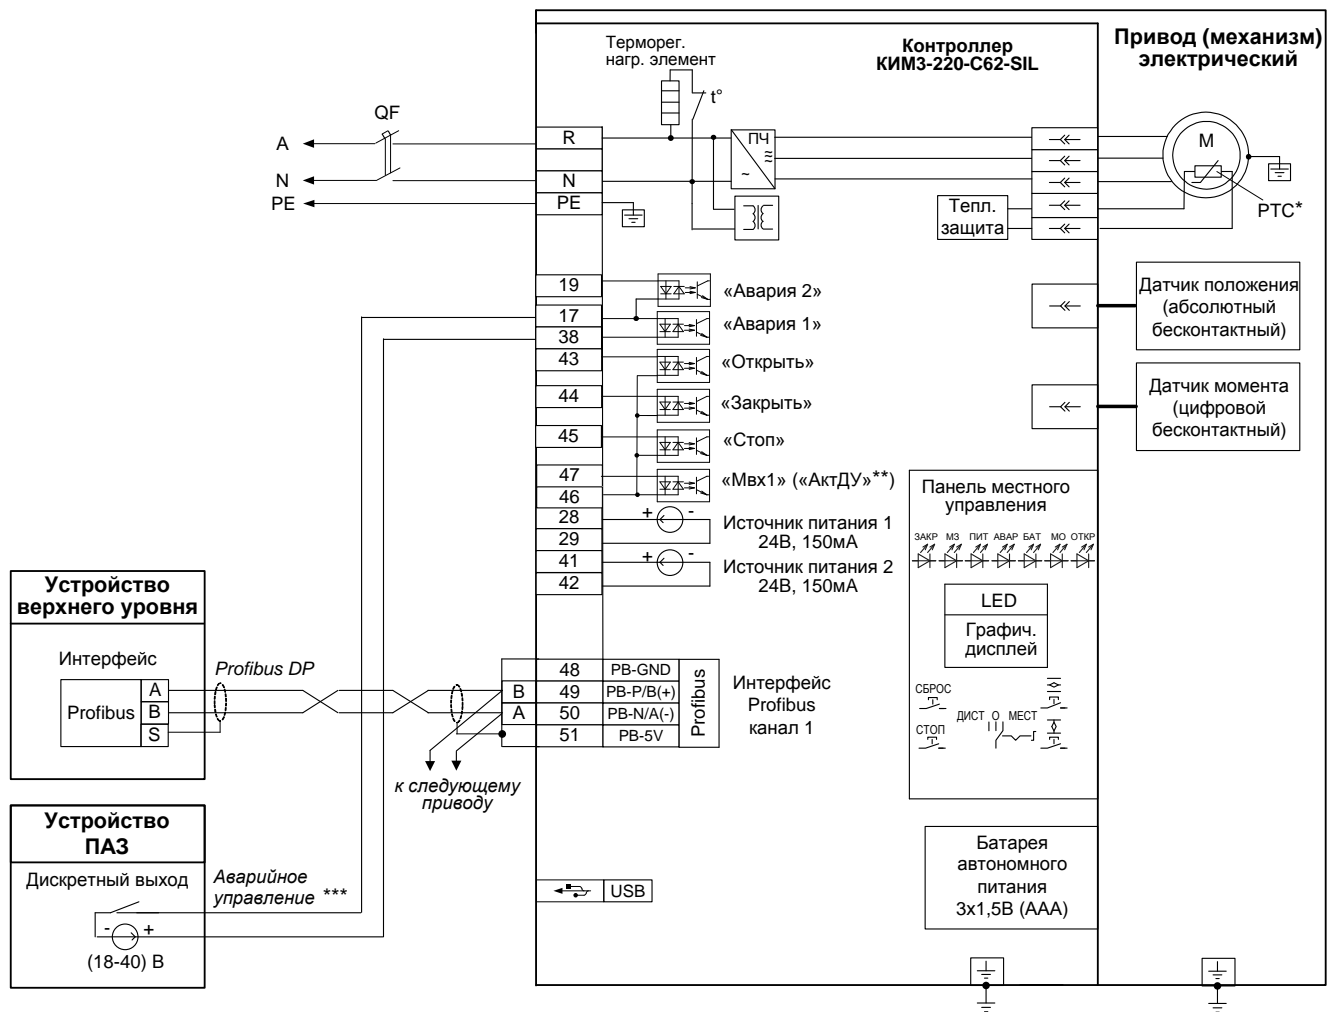 Привод (механизм)
электрический
Контроллер
КИМ3-220-С62-SIL
Терморег.
нагр. элемент
t°
QF
A
N
PE
R
N
PE
ПЧ
~
М
PTC*
Тепл.
защита
19
«Авария 2»
17
«Авария 1»
38
43
«Открыть»
44
«Закрыть»
45
«Стоп»
47
«Мвх1» («АктДУ»**)
46
28
+ -
Источник питания 1
24В, 150мА
29
41
+ -
Источник питания 2
24В, 150мА
42
Датчик положения
(абсолютный
бесконтактный)
Датчик момента
(цифровой
бесконтактный)
Панель местного
управления
ЗАКР МЗ ПИТ АВАР БАТ МО ОТКР
LED
Графич.
дисплей
СБРОС
СТОП
ДИСТ О МЕСТ
Устройство
верхнего уровня
Интерфейс
Profibus
A
B
S
Profibus DP
B
A
48 PB-GND
49 PB-P/B(+)
50 PB-N/A(-)
51 PB-5V
Profibus
Интерфейс
Profibus
канал 1
к следующему
приводу
Устройство
ПАЗ
Дискретный выход
- +
(18-40) В
Аварийное
управление ***
USB
Батарея
автономного
питания
3х1,5В (ААА)